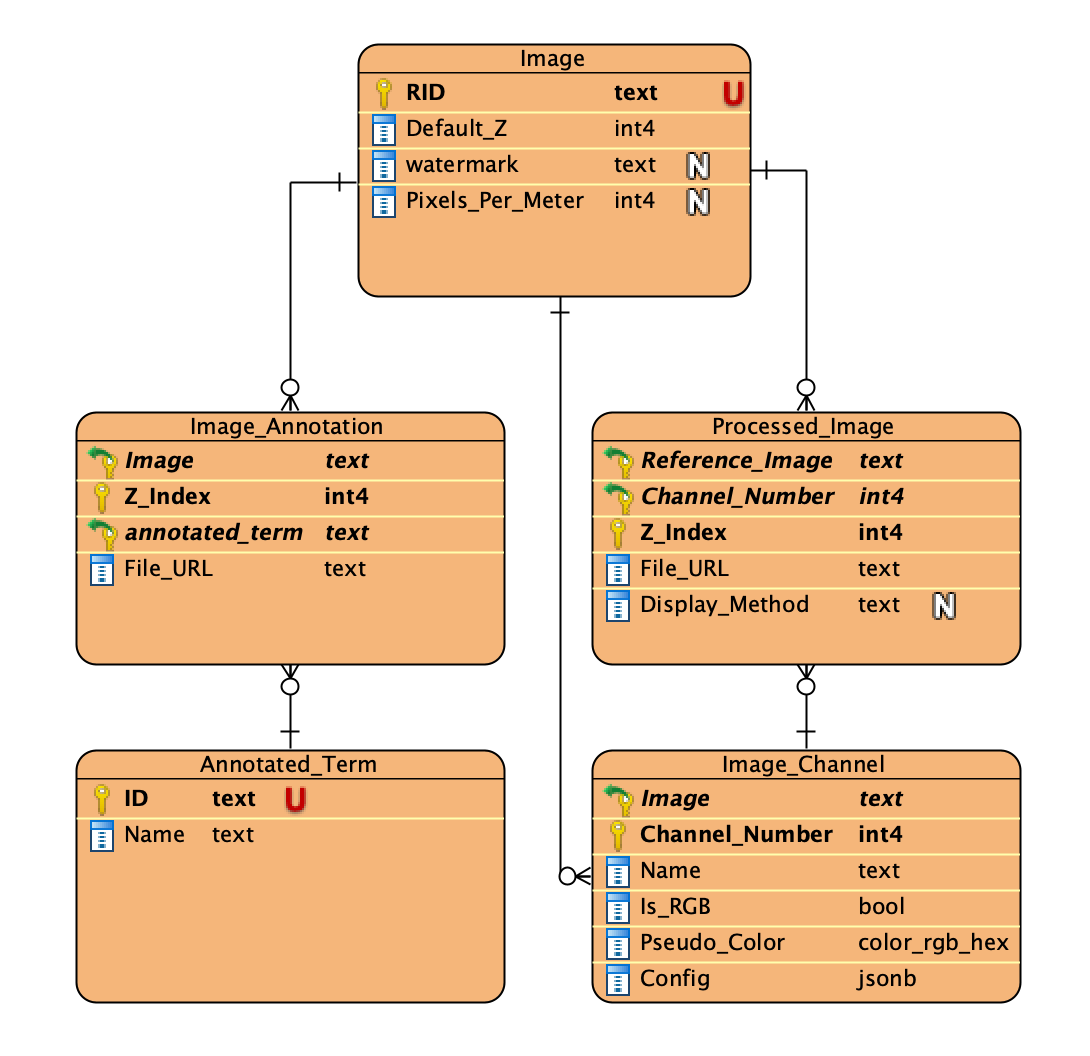 Image
RID text U
Default_Z int4
watermark text N
Pixels_Per_Meter int4 N
Image_Annotation
Image text
Z_Index int4
annotated_term text
File_URL text
Processed_Image
Reference_Image text
Channel_Number int4
Z_Index int4
File_URL text
Display_Method text N
Annotated_Term
ID text U
Name text
Image_Channel
Image text
Channel_Number int4
Name text
Is_RGB bool
Pseudo_Color color_rgb_hex
Config jsonb